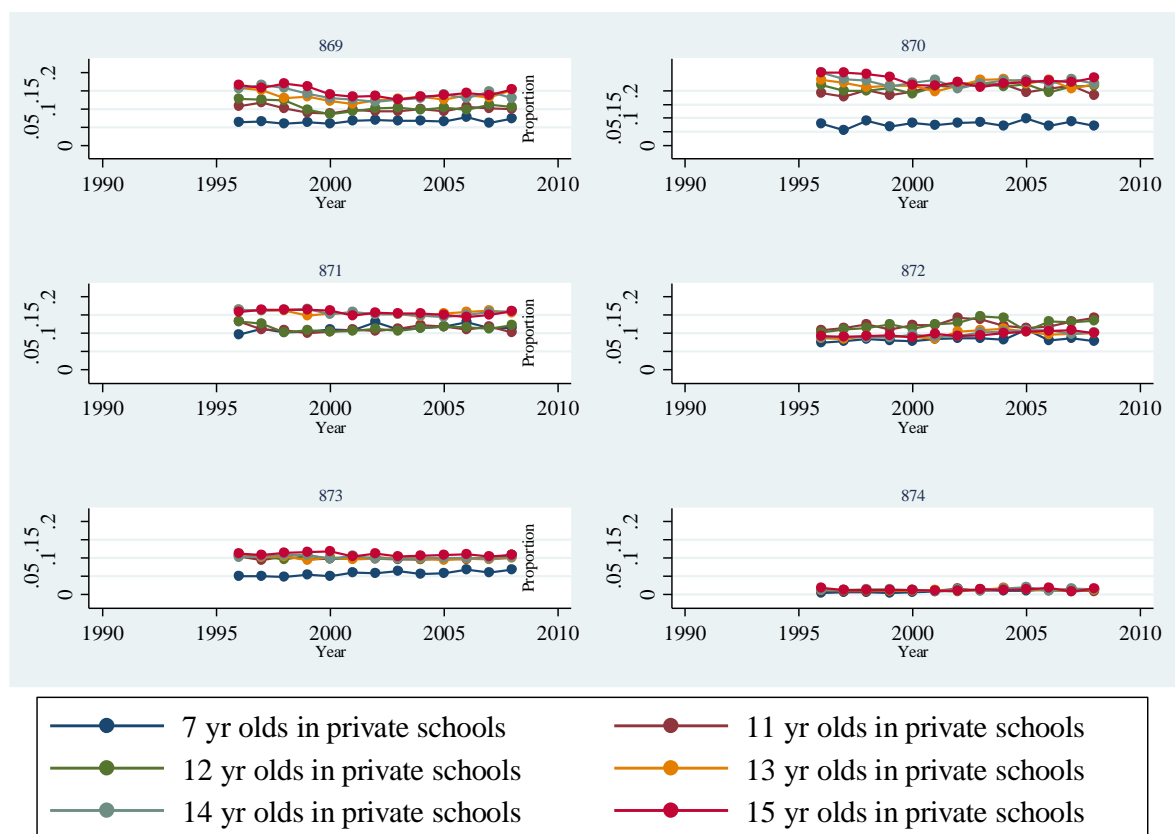 869 870
0 .05 .1 .15 .2 Proportion 0 .05 .1 .15 .2
1990 1995 2000 2005 2010 1990 1995 2000 2005 2010
Year Year
871 872
0 .05 .1 .15 .2 Proportion 0 .05 .1 .15 .2
1990 1995 2000 2005 2010 1990 1995 2000 2005 2010
Year Year
873 874
0 .05 .1 .15 .2 Proportion 0 .05 .1 .15 .2
1990 1995 2000 2005 2010 1990 1995 2000 2005 2010
Year Year
7 yr olds in private schools 11 yr olds in private schools
12 yr olds in private schools 13 yr olds in private schools
14 yr olds in private schools 15 yr olds in private schools